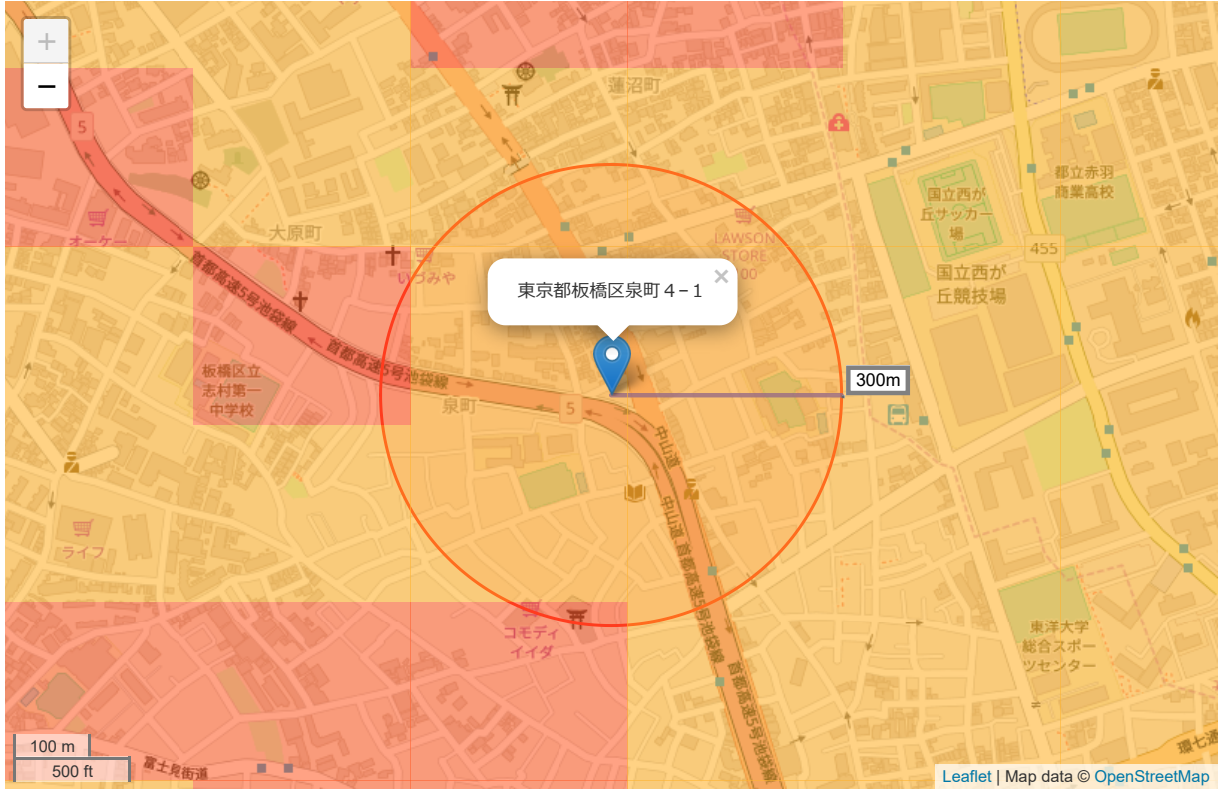 +
−
5
蓮沼町
都立赤羽
商業高校
国立西が
丘サッカー
場
オーケー
大原町
いづみや
LAWSON
STORE
00
455
国立西が
丘競技場
首都高速5号池袋線
東京都板橋区泉町４−１
×
首都高速5号池袋線
板橋区立
志村第一
中学校
泉町
5
300m
中山道
ライフ
中山道,首都高速5号池袋線
コモディ
イイダ
東洋大学
総合スポー
ツセンター
首都高速5号池袋線
100 m
500 ft
富士見街道
環七通
Leaflet | Map data © OpenStreetMap